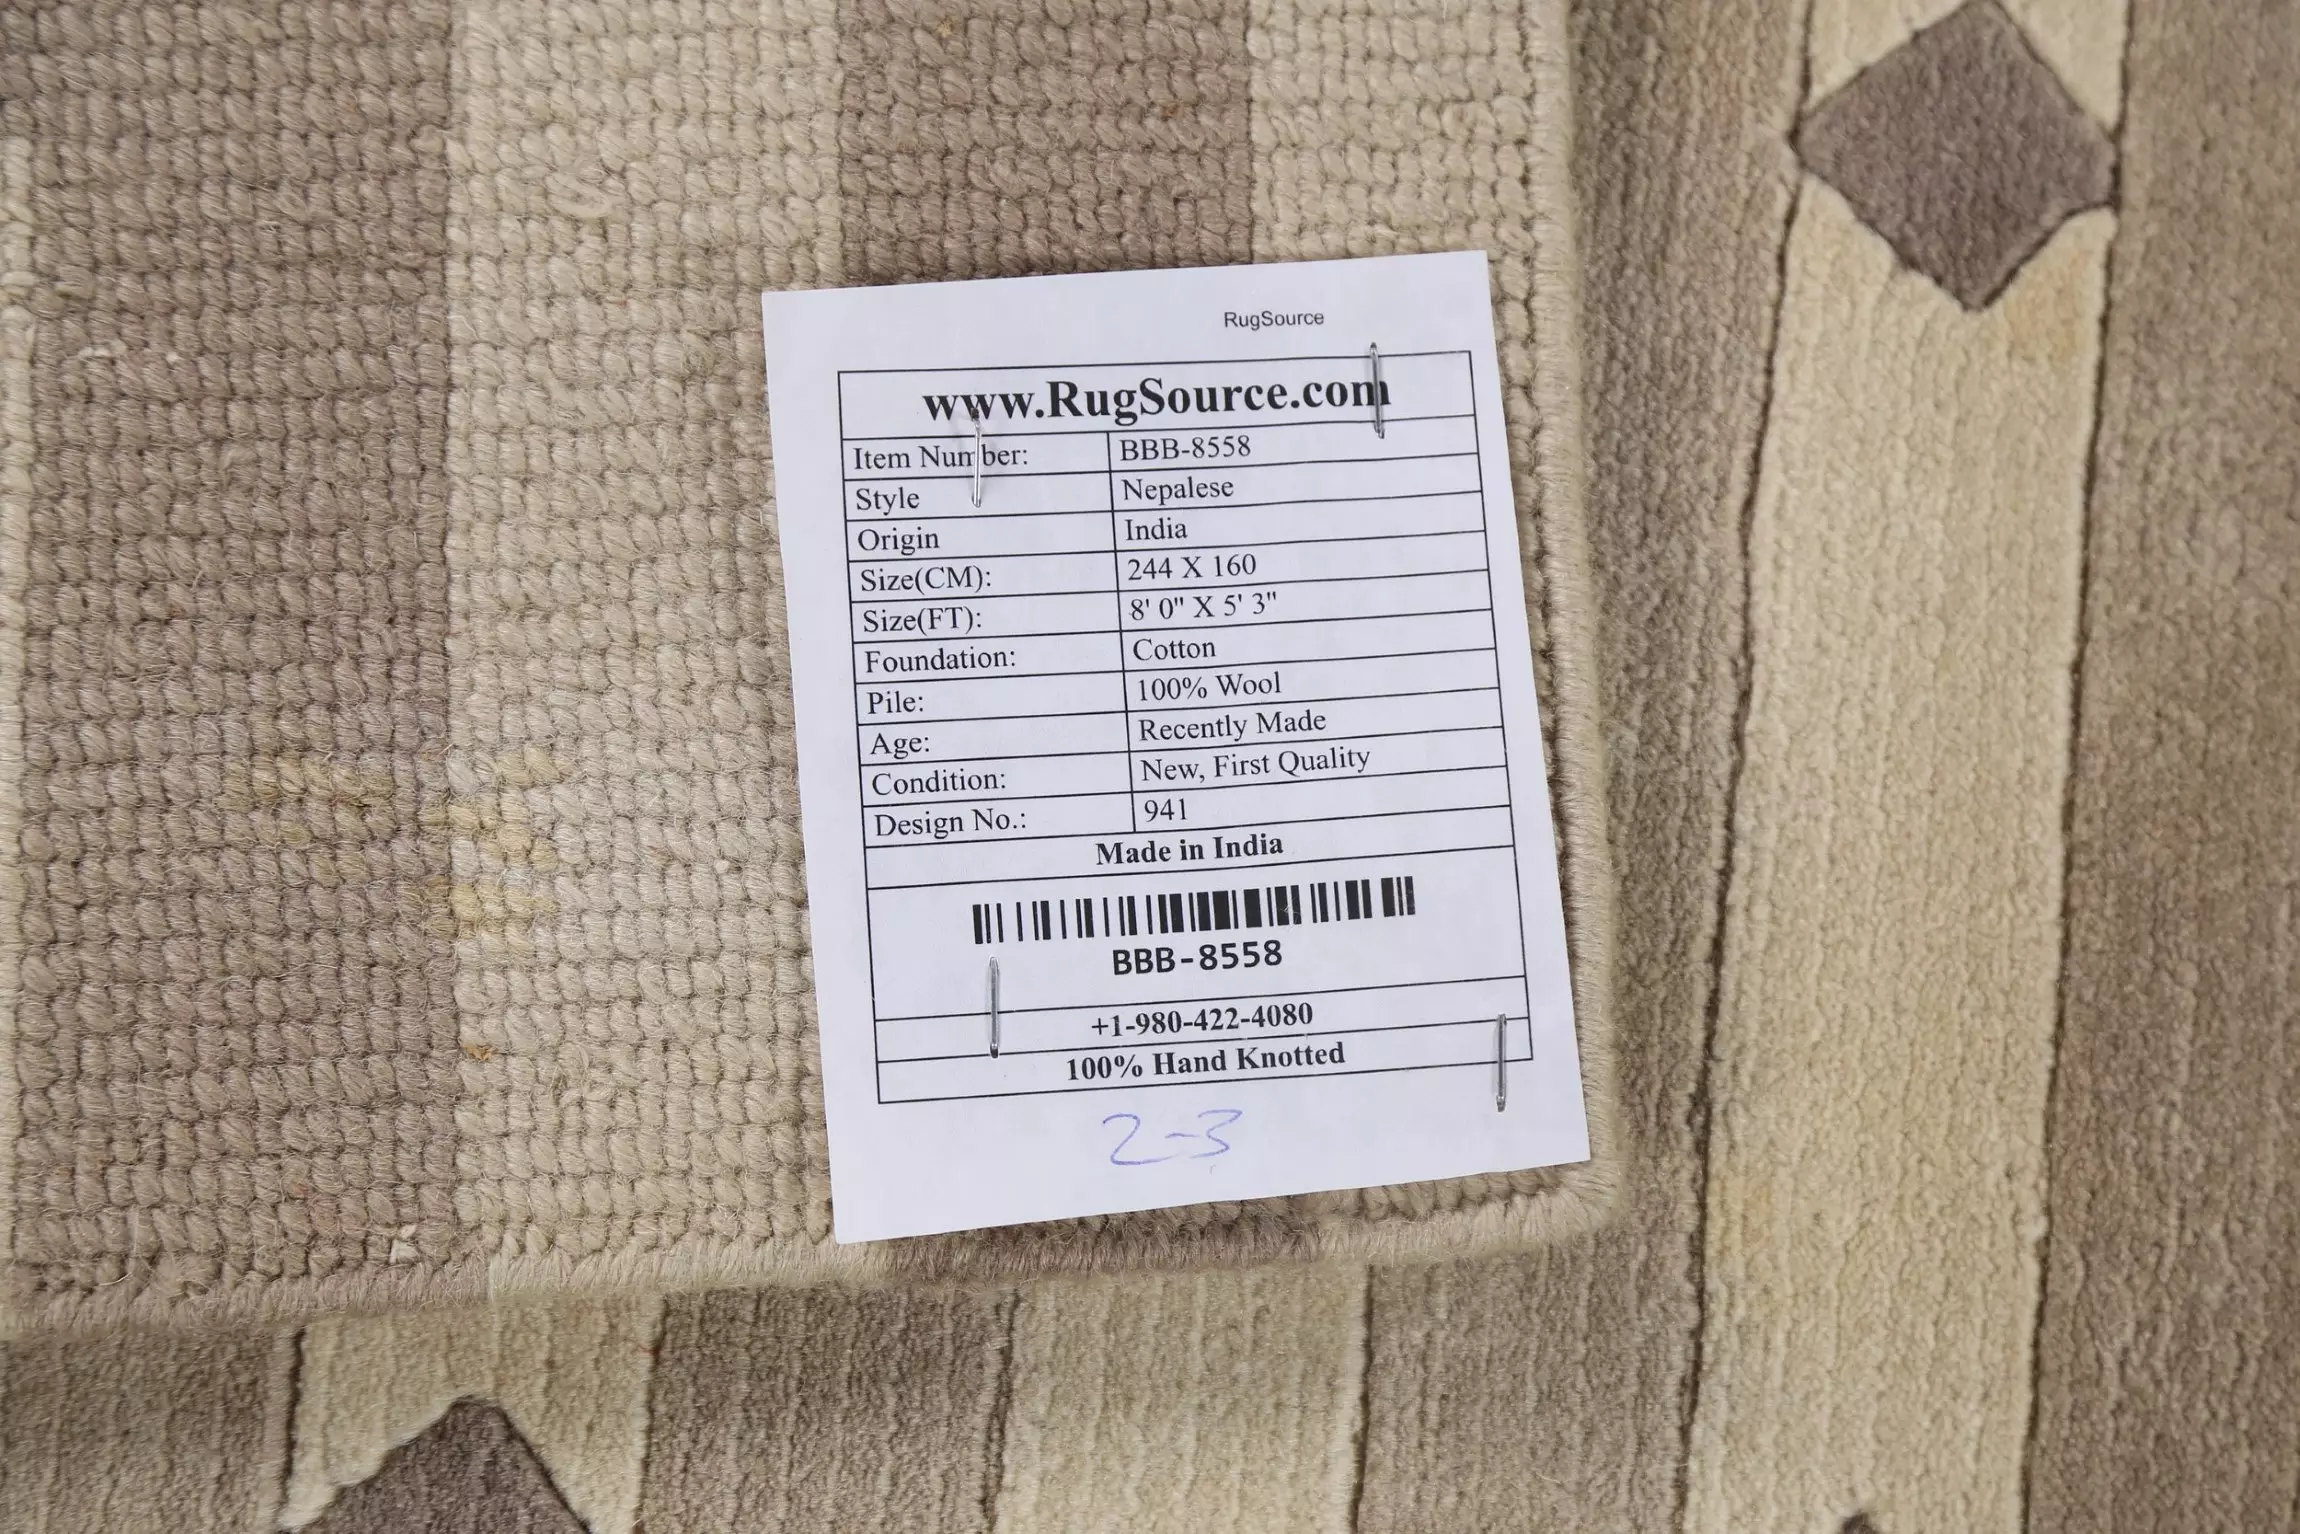 RugSource
www.RugSource.com
Item Number: BBB-8558
Style Nepalese
Origin India
Size(CM): 244 X 160
Size(FT): 8' 0" X 5' 3"
Foundation: Cotton
Pile: 100% Wool
Age: Recently Made
Condition: New, First Quality
Design No.: 941
Made in India
BBB-8558
+1-980-422-4080
100% Hand Knotted
2-3